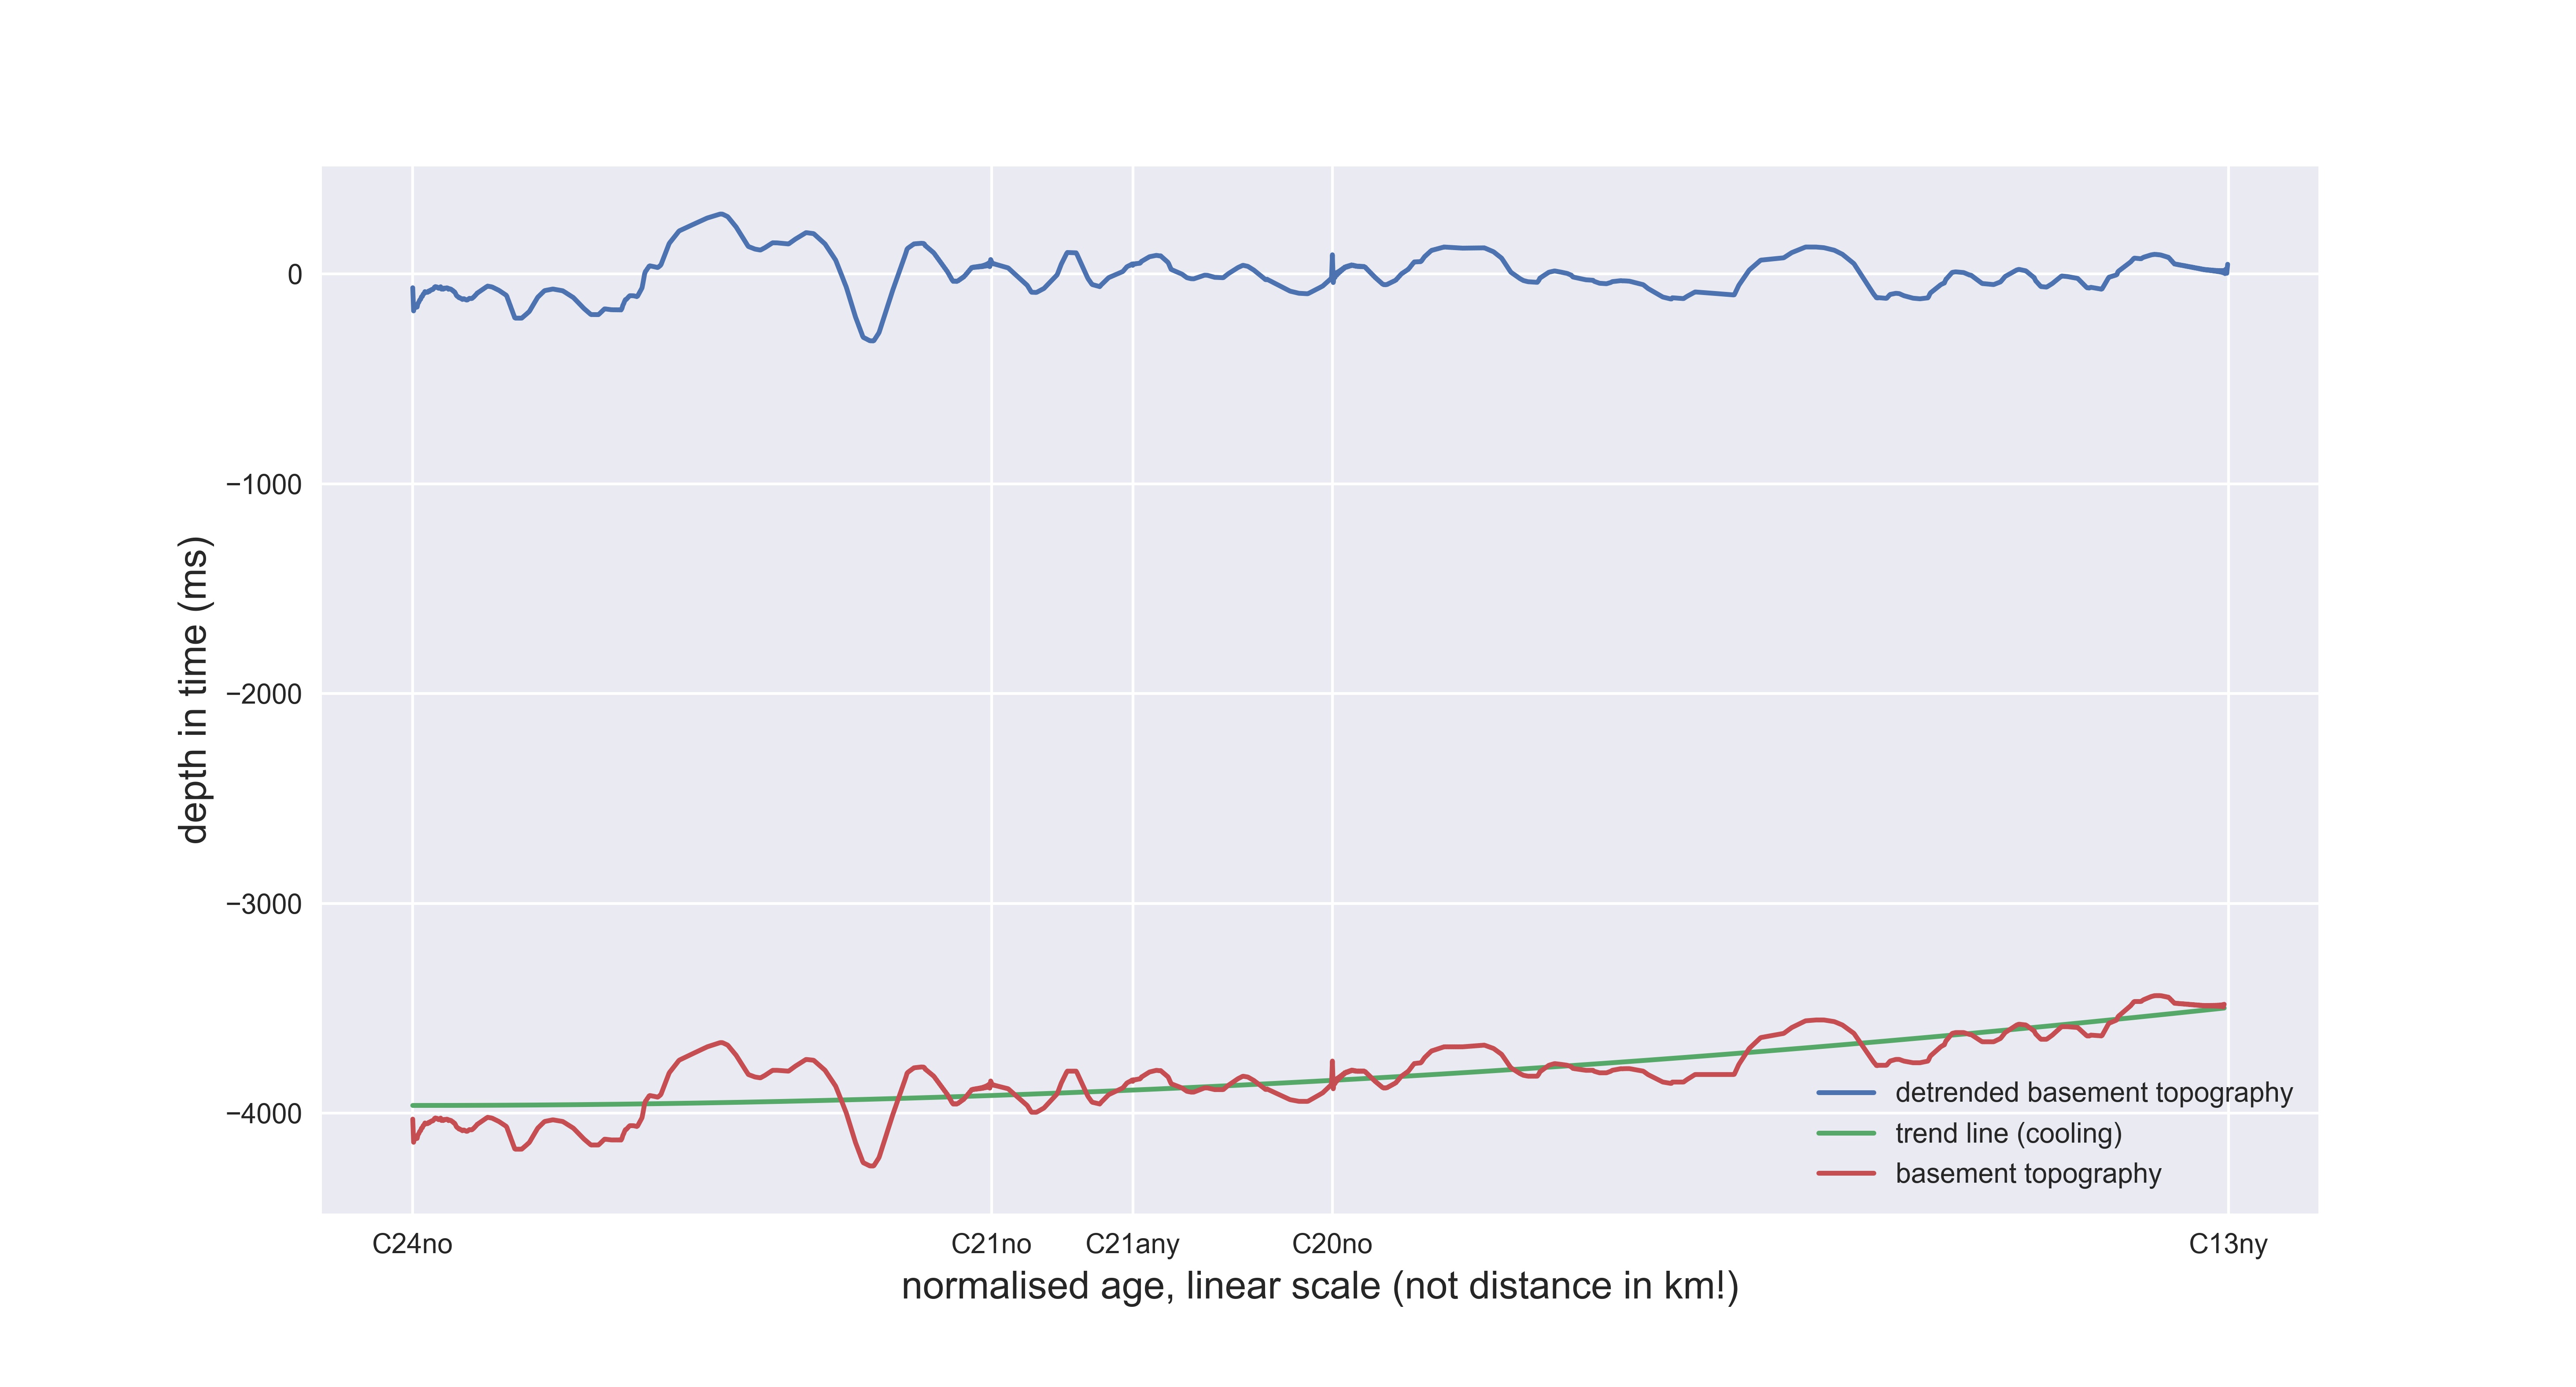 0
−1000
−2000
−3000
−4000
depth in time (ms)
detrended basement topography
trend line (cooling)
basement topography
C24no C21no C21any C20no C13ny
normalised age, linear scale (not distance in km!)